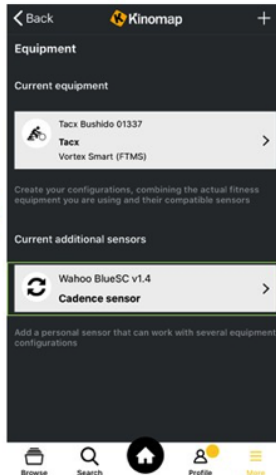 Back
Kinomap
+
Equipment
Current equipment
Tacx Bushido 01337
Tacx
Vortex Smart (FTMS)
Create your configurations, combining the actual fitness
equipment you are using and their compatible sensors
Current additional sensors
Wahoo BlueSC v1.4
Cadence sensor
Add a personal sensor that can work with several equipment
configurations
Browse
Search
Profile
More